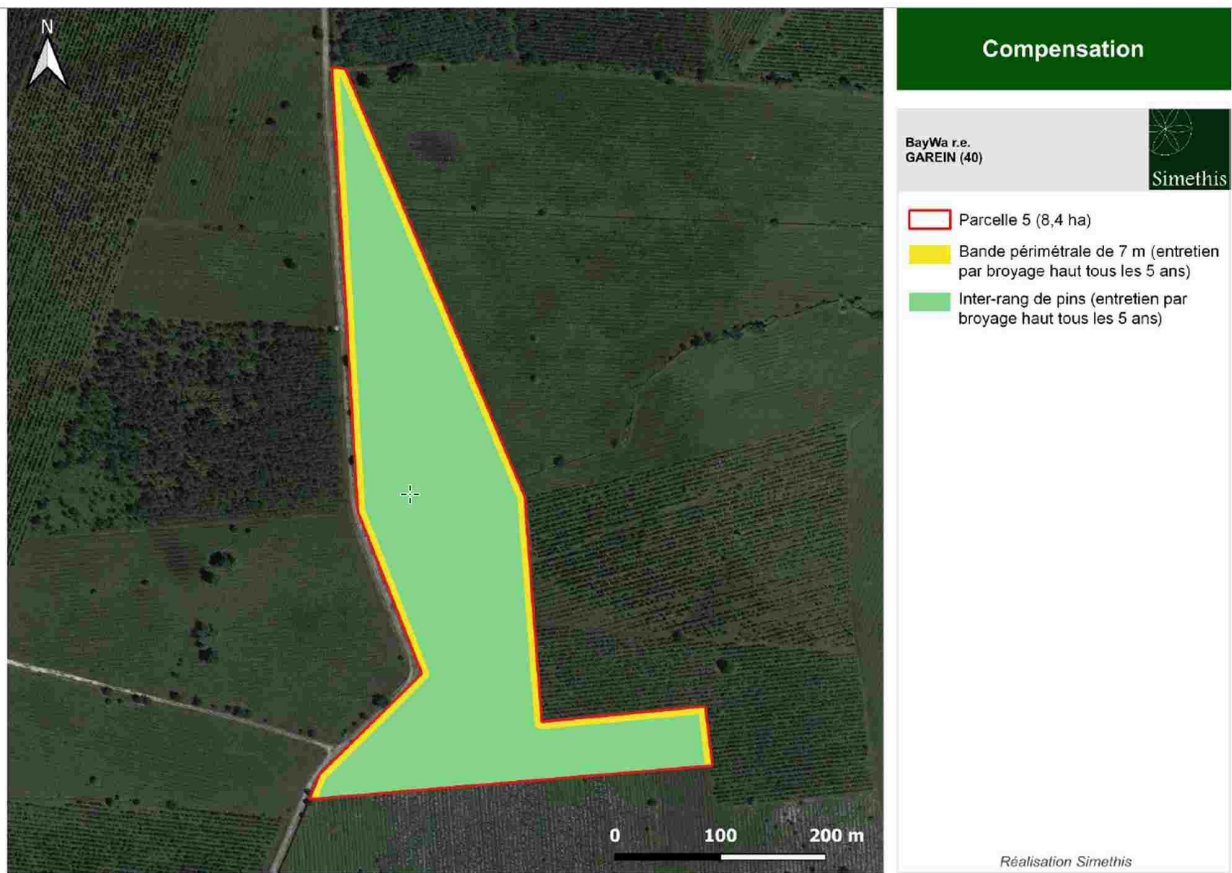 N
Compensation
BayWa r.e.
GAREIN (40)
Simethis
Parcelle 5 (8,4 ha)
Bande périmétrale de 7 m (entretien
par broyage haut tous les 5 ans)
Inter-rang de pins (entretien par
broyage haut tous les 5 ans)
0 100 200 m
Réalisation Simethis